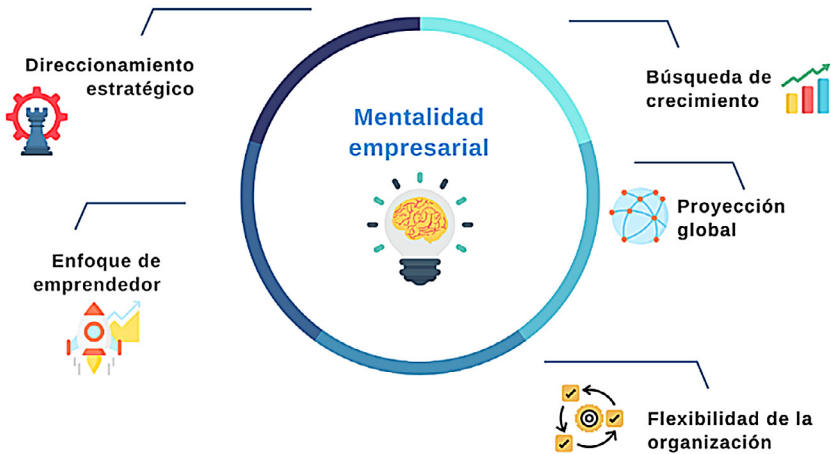 Direccionamiento
estratégico
Mentalidad
empresarial
Búsqueda de
crecimiento
Proyección
global
Enfoque de
emprendedor
Flexibilidad de la
organización